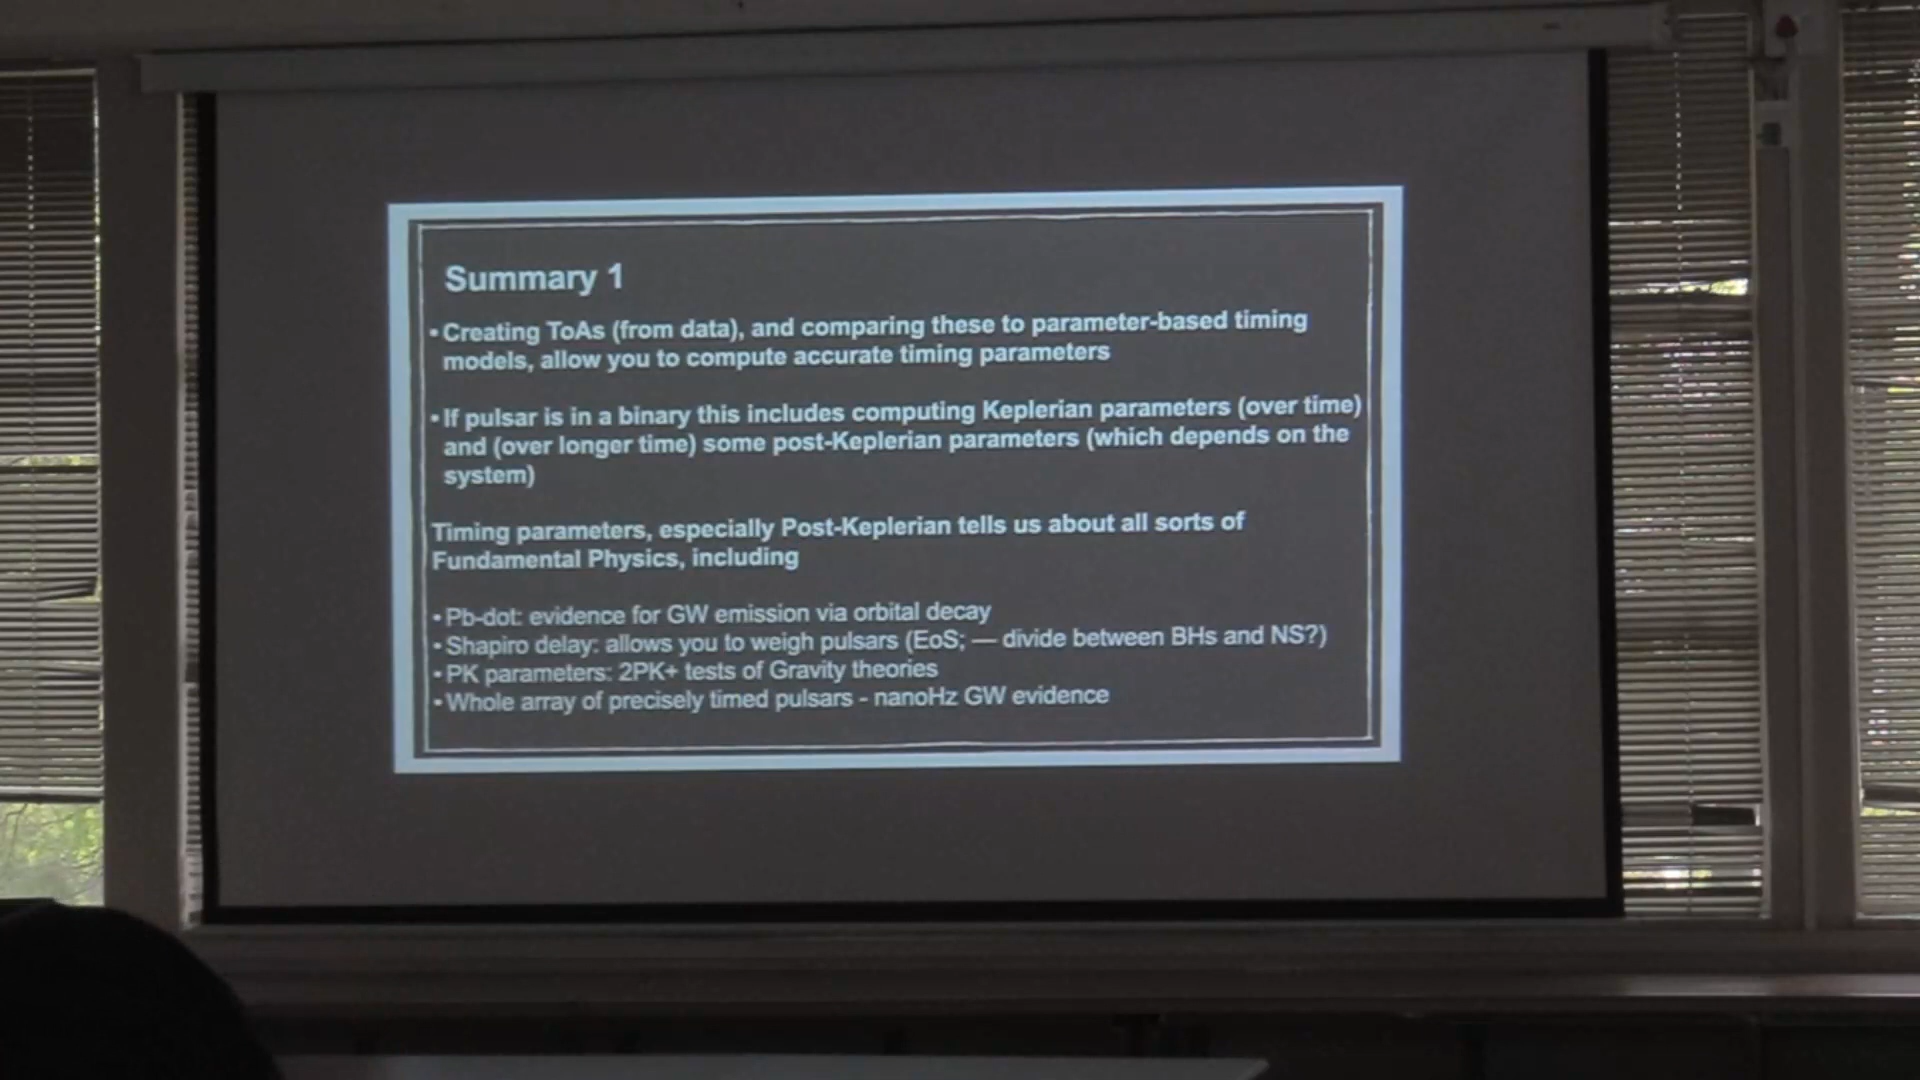 Summary 1
• Creating ToAs (from data), and comparing these to parameter-based timing
models, allow you to compute accurate timing parameters
• If pulsar is in a binary this includes computing Keplerian parameters (over time)
and (over longer time) some post-Keplerian parameters (which depends on the
system)
Timing parameters, especially Post-Keplerian tells us about all sorts of
Fundamental Physics, including
• Pb-dot: evidence for GW emission via orbital decay
• Shapiro delay: allows you to weigh pulsars (EoS; — divide between BHs and NS?)
• PK parameters: 2PK+ tests of Gravity theories
• Whole array of precisely timed pulsars - nanoHz GW evidence